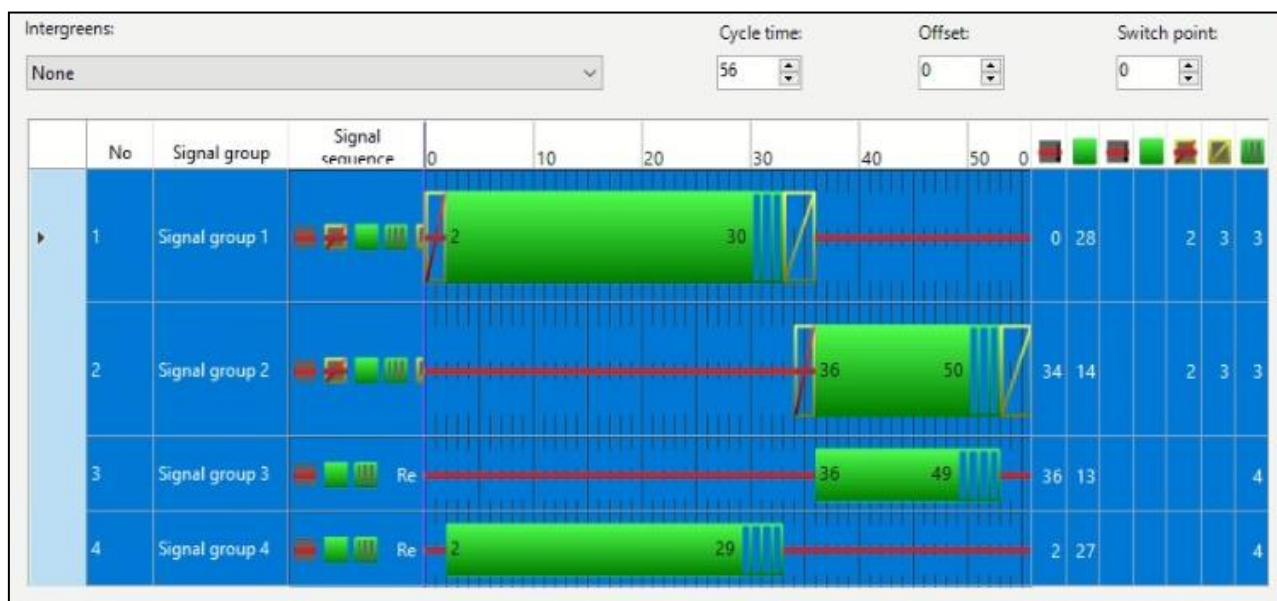 Intergreens: Cycle time: Offset: Switch point:
None 56 0 0
No Signal group Signal sequence 0 10 20 30 40 50 0
1 Signal group 1 2 30 0 28 2 3 3
2 Signal group 2 36 50 34 14 2 3 3
3 Signal group 3 Re 36 49 36 13 4
4 Signal group 4 Re 2 29 2 27 4